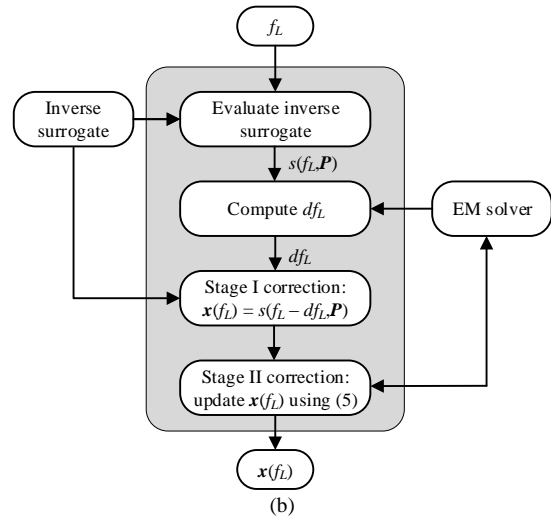 f_L
Inverse
surrogate
Evaluate inverse
surrogate
s(f_L,P)
Compute df_L
EM solver
df_L
Stage I correction:
x(f_L) = s(f_L – df_L,P)
Stage II correction:
update x(f_L) using (5)
x(f_L)
(b)